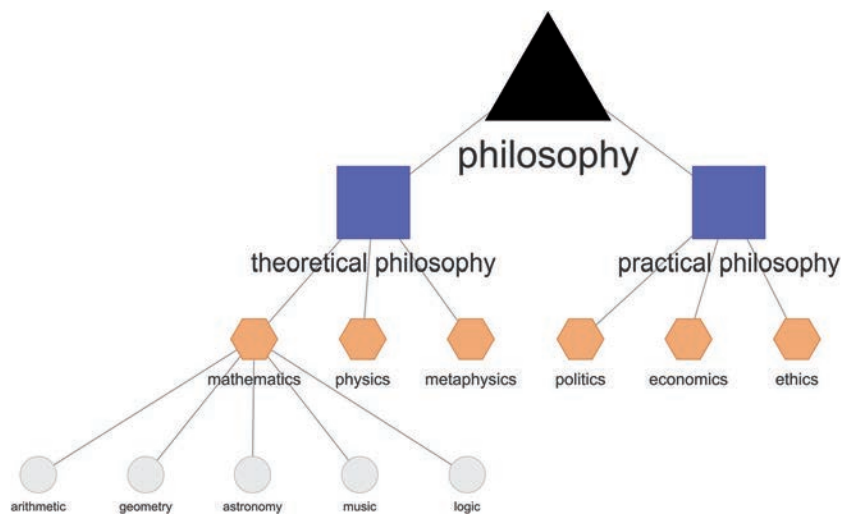 philosophy
theoretical philosophy
practical philosophy
mathematics
physics
metaphysics
politics
economics
ethics
arithmetic
geometry
astronomy
music
logic